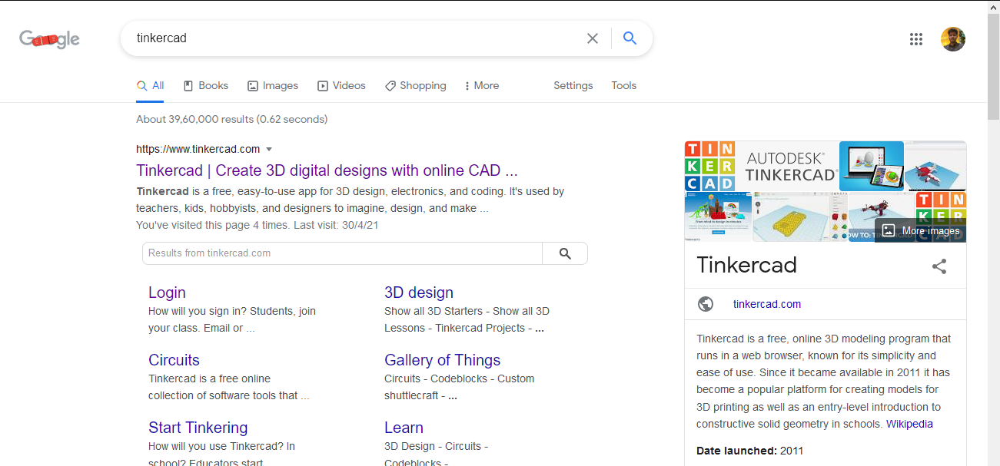 Google
tinkercad
All
Books
Images
Videos
Shopping
More
Settings
Tools
About 39,60,000 results (0.62 seconds)
https://www.tinkercad.com
Tinkercad | Create 3D digital designs with online CAD ...
Tinkercad is a free, easy-to-use app for 3D design, electronics, and coding. It's used by
teachers, kids, hobbyists, and designers to imagine, design, and make ...
You've visited this page 4 times. Last visit: 30/4/21
Results from tinkercad.com
Login
How will you sign in? Students, join
your class. Email or ...
3D design
Show all 3D Starters - Show all 3D
Lessons - Tinkercad Projects - ...
Circuits
Tinkercad is a free online
collection of software tools that ...
Gallery of Things
Circuits - Codeblocks - Custom
shuttlecraft - ...
Start Tinkering
How will you use Tinkercad? In
school? Educators start
Learn
3D Design - Circuits -
Codeblocks -
TIN
KER
CAD
AUTODESK®
TINKERCAD®
From mind to design in minutes
TIN
KER
CAD
More images
Tinkercad
tinkercad.com
Tinkercad is a free, online 3D modeling program that
runs in a web browser, known for its simplicity and
ease of use. Since it became available in 2011 it has
become a popular platform for creating models for
3D printing as well as an entry-level introduction to
constructive solid geometry in schools. Wikipedia
Date launched: 2011